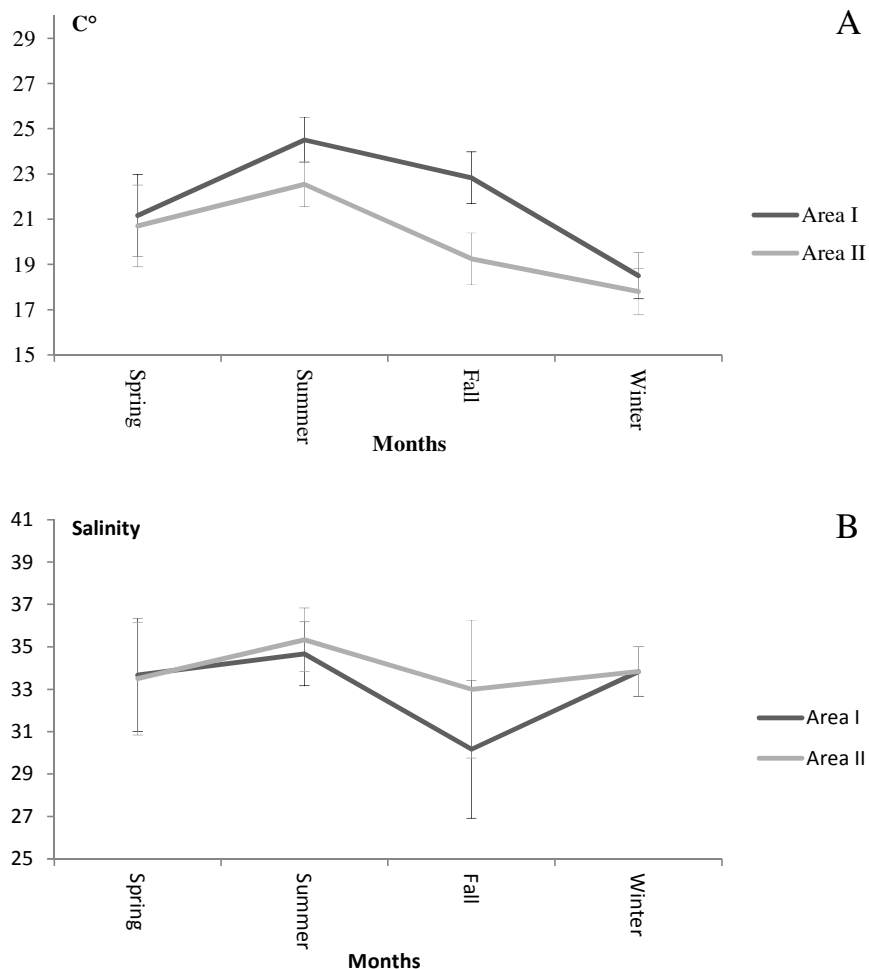 C°
A
29
27
25
23
21
19
17
15
Area I
Area II
Spring
Summer
Fall
Winter
Months
Salinity
B
41
39
37
35
33
31
29
27
25
Area I
Area II
Spring
Summer
Fall
Winter
Months